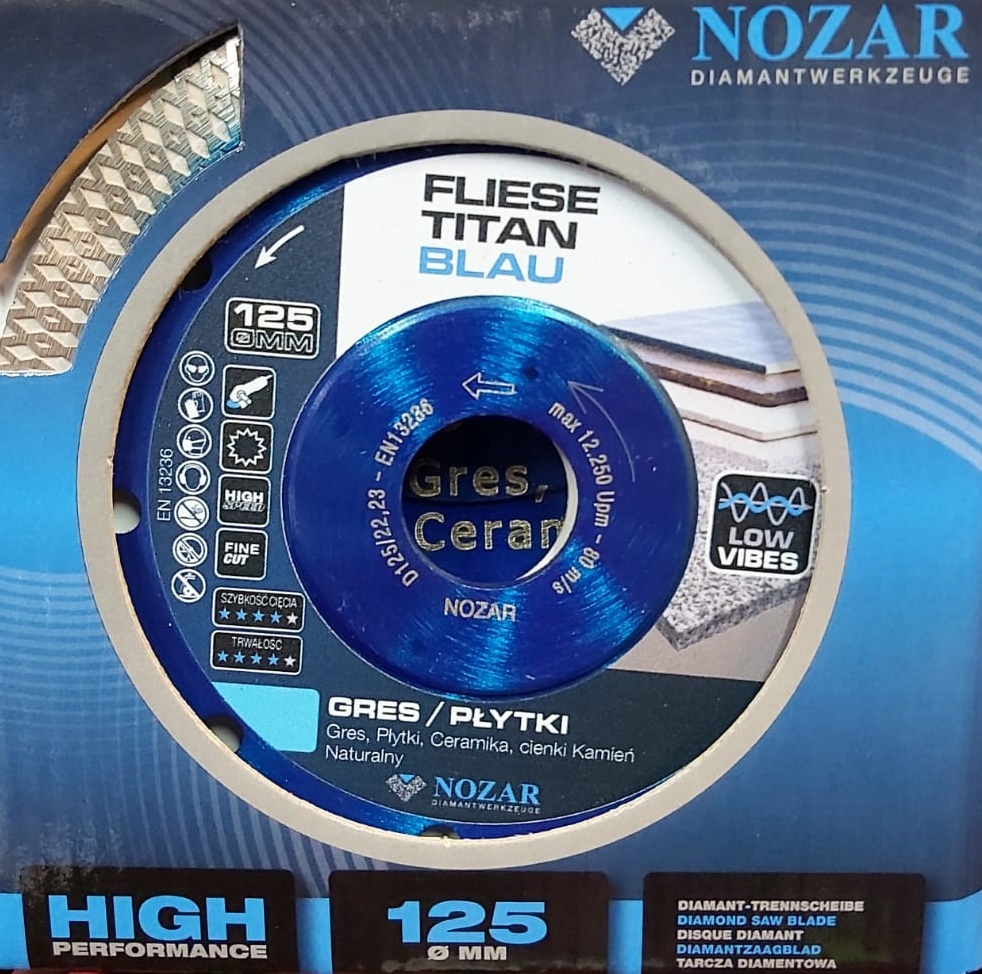 NOZAR
DIAMANTWERKZEUGE
FLIESE
TITAN
BLAU
125
Ø MM
EN 13236
HIGH
SPEED
FINE
CUT
SZYBKOŚĆ CIĘCIA
TRWAŁOŚĆ
D125/22,23 - EN13236
max 12.250 Upm - 80 m/s
NOZAR
Gres,
Ceram
LOW
VIBES
GRES / PŁYTKI
Gres, Płytki, Ceramika, cienki Kamień
Naturalny
NOZAR
DIAMANTWERKZEUGE
HIGH
PERFORMANCE
125
Ø MM
DIAMANT-TRENNSCHEIBE
DIAMOND SAW BLADE
DISQUE DIAMANT
DIAMANTZAAGBLAD
TARCZA DIAMENTOWA